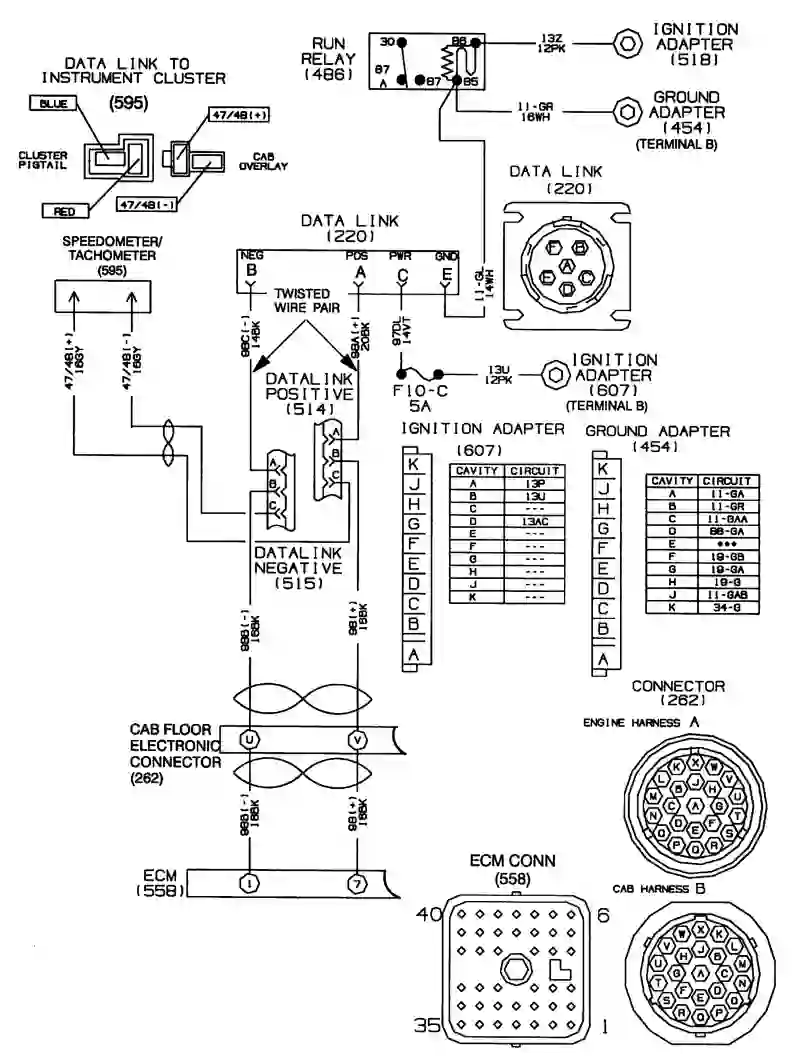 RUN
RELAY
(486)
30
86
87
A
87
85
13Z
12PK
IGNITION
ADAPTER
(518)
11-GR
16WH
GROUND
ADAPTER
(454)
(TERMINAL B)
DATA LINK TO
INSTRUMENT CLUSTER
(595)
BLUE
47/48(+)
CLUSTER
PIGTAIL
CAB
OVERLAY
RED
47/48(-)
DATA LINK
(220)
F B
A
E C
D
SPEEDOMETER/
TACHOMETER
(595)
DATA LINK
(220)
NEG POS PWR GND
B A C E
TWISTED
WIRE PAIR
11-GL
14WH
98C(-)
14BK
98A(+)
20BK
97DL
14VT
47/48(+)
16GY
47/48(-)
16GY
F10-C
5A
13U
12PK
IGNITION
ADAPTER
(607)
(TERMINAL B)
DATALINK
POSITIVE
(514)
A
B
C
A
B
C
DATALINK
NEGATIVE
(515)
IGNITION ADAPTER
(607)
K
J
H
G
F
E
D
C
B
A
CAVITY CIRCUIT
A 13P
B 13U
C ---
D 13AC
E ---
F ---
G ---
H ---
J ---
K ---
GROUND ADAPTER
(454)
K
J
H
G
F
E
D
C
B
A
CAVITY CIRCUIT
A 11-GA
B 11-GR
C 11-GAA
D 98-GA
E ***
F 19-GB
G 19-GA
H 19-G
J 11-GAB
K 34-G
98B(-)
18BK
98(+)
18BK
CAB FLOOR
ELECTRONIC
CONNECTOR
(262)
U V
98B(-)
18BK
98(+)
18BK
ECM
(558)
1 7
CONNECTOR
(262)
ENGINE HARNESS A
K X W
L J V
B H
M U
C A G
N T
D F
O E S
P Q R
ECM CONN
(558)
40 6
35 1
CAB HARNESS B
W X K
V J L
H B
U M
G A C
T N
F D
S E O
R Q P